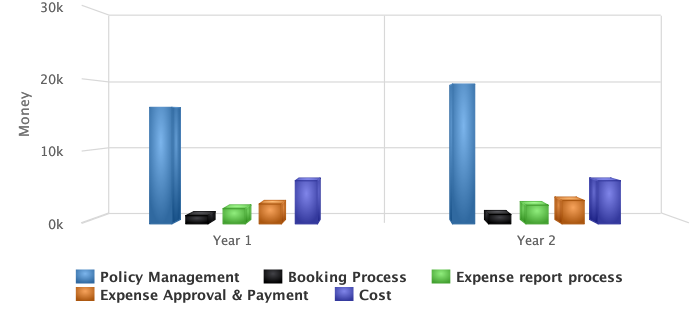 30k
20k
10k
0k
Money
Year 1
Year 2
Policy Management
Booking Process
Expense report process
Expense Approval & Payment
Cost